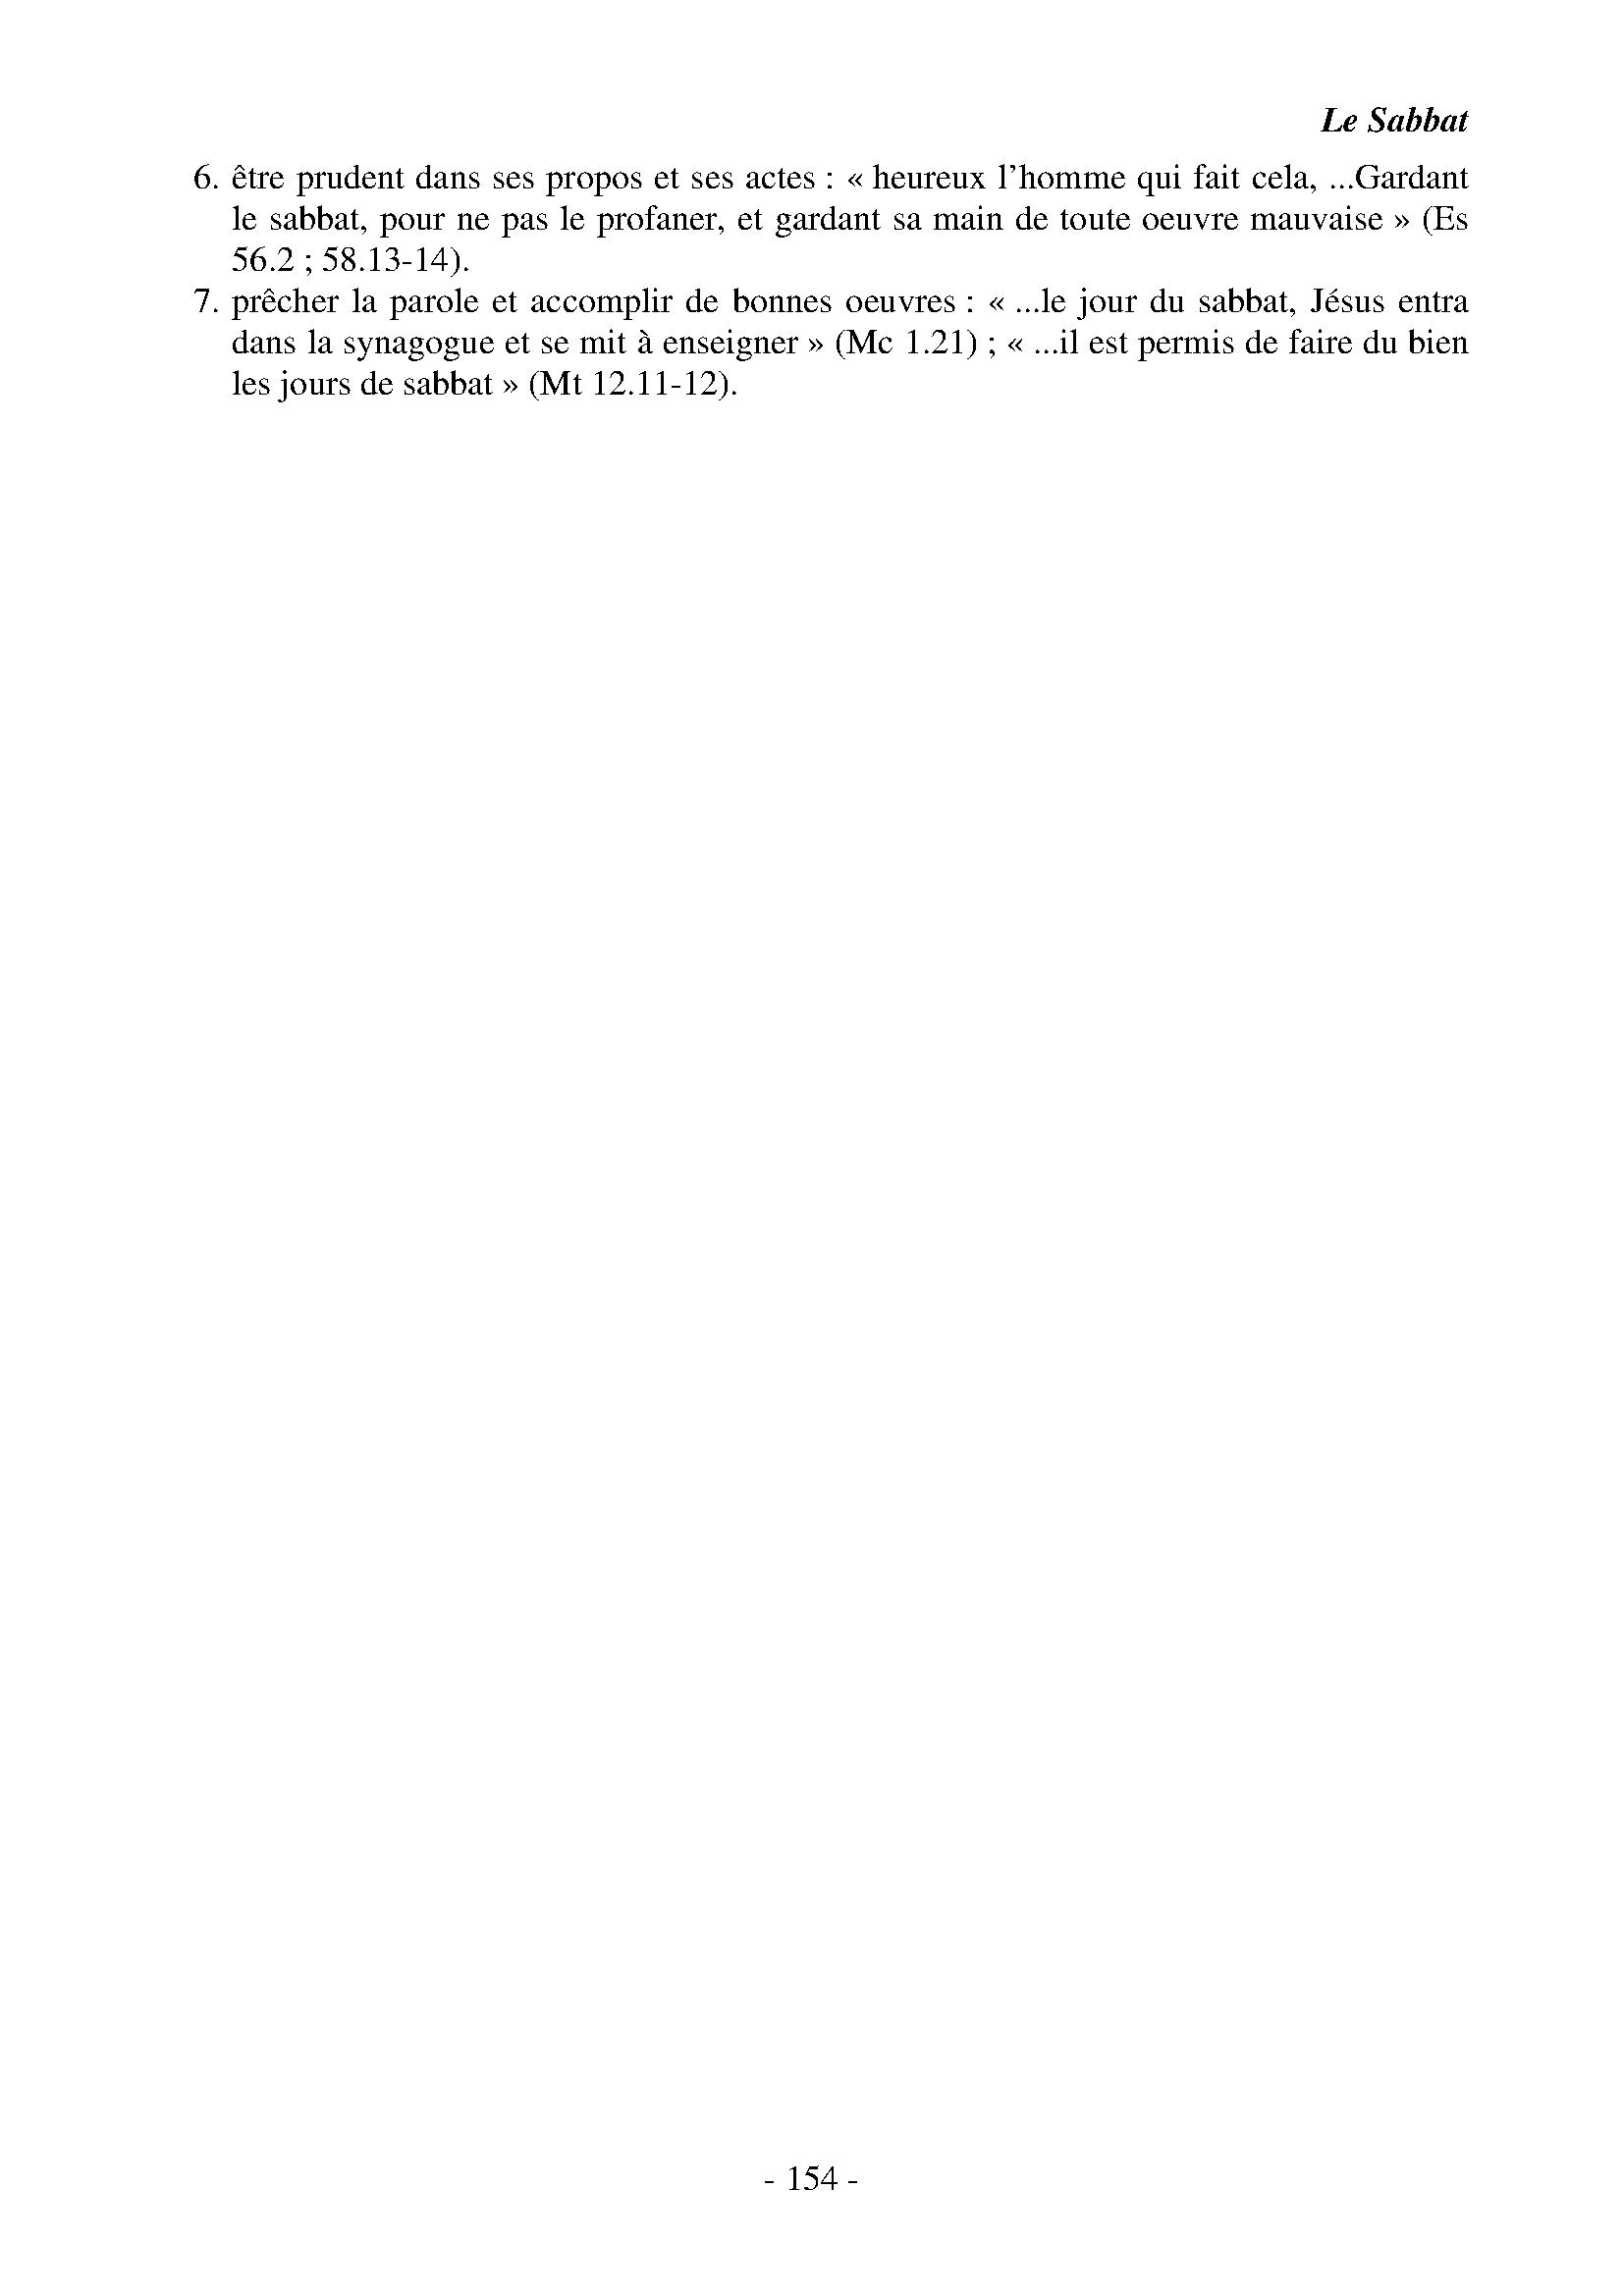 Le Sabbat
6. être prudent dans ses propos et ses actes : « heureux l'homme qui fait cela, ...Gardant
le sabbat, pour ne pas le profaner, et gardant sa main de toute oeuvre mauvaise » (Es
56.2 ; 58.13-14).
7. prêcher la parole et accomplir de bonnes oeuvres : « ...le jour du sabbat, Jésus entra
dans la synagogue et se mit à enseigner » (Mc 1.21) ; « ...il est permis de faire du bien
les jours de sabbat » (Mt 12.11-12).
- 154 -